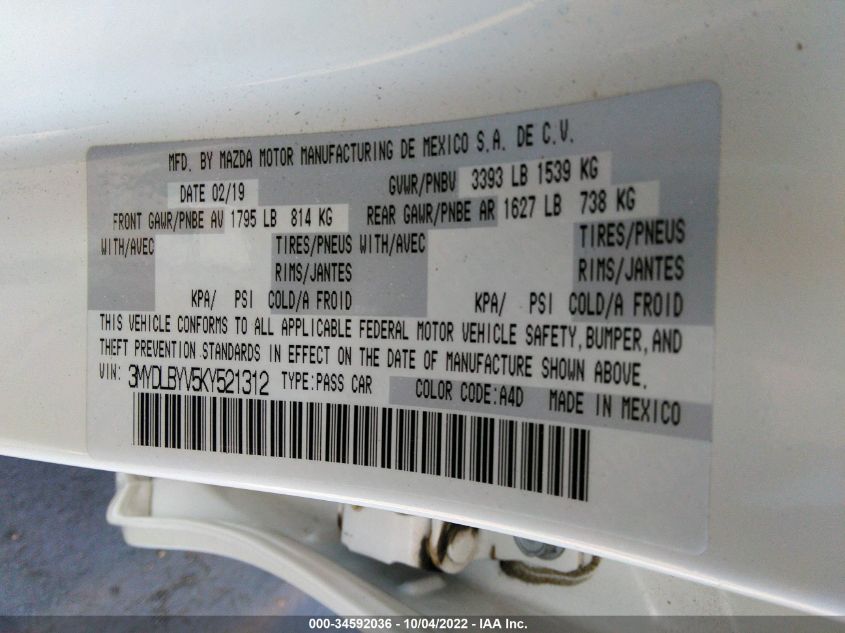 MFD. BY MAZDA MOTOR MANUFACTURING DE MEXICO S.A. DE C.V.
DATE 02/19 GVWR/PNBV 3393 LB 1539 KG
FRONT GAWR/PNBE AV 1795 LB 814 KG REAR GAWR/PNBE AR 1627 LB 738 KG
WITH/AVEC TIRES/PNEUS WITH/AVEC TIRES/PNEUS
RIMS/JANTES RIMS/JANTES
KPA/ PSI COLD/A FROID KPA/ PSI COLD/A FROID
THIS VEHICLE CONFORMS TO ALL APPLICABLE FEDERAL MOTOR VEHICLE SAFETY, BUMPER, AND
THEFT PREVENTION STANDARDS IN EFFECT ON THE DATE OF MANUFACTURE SHOWN ABOVE.
VIN: 3MYDLBYV5KY521312 TYPE:PASS CAR COLOR CODE:A4D MADE IN MEXICO
000-34592036 - 10/04/2022 - IAA Inc.